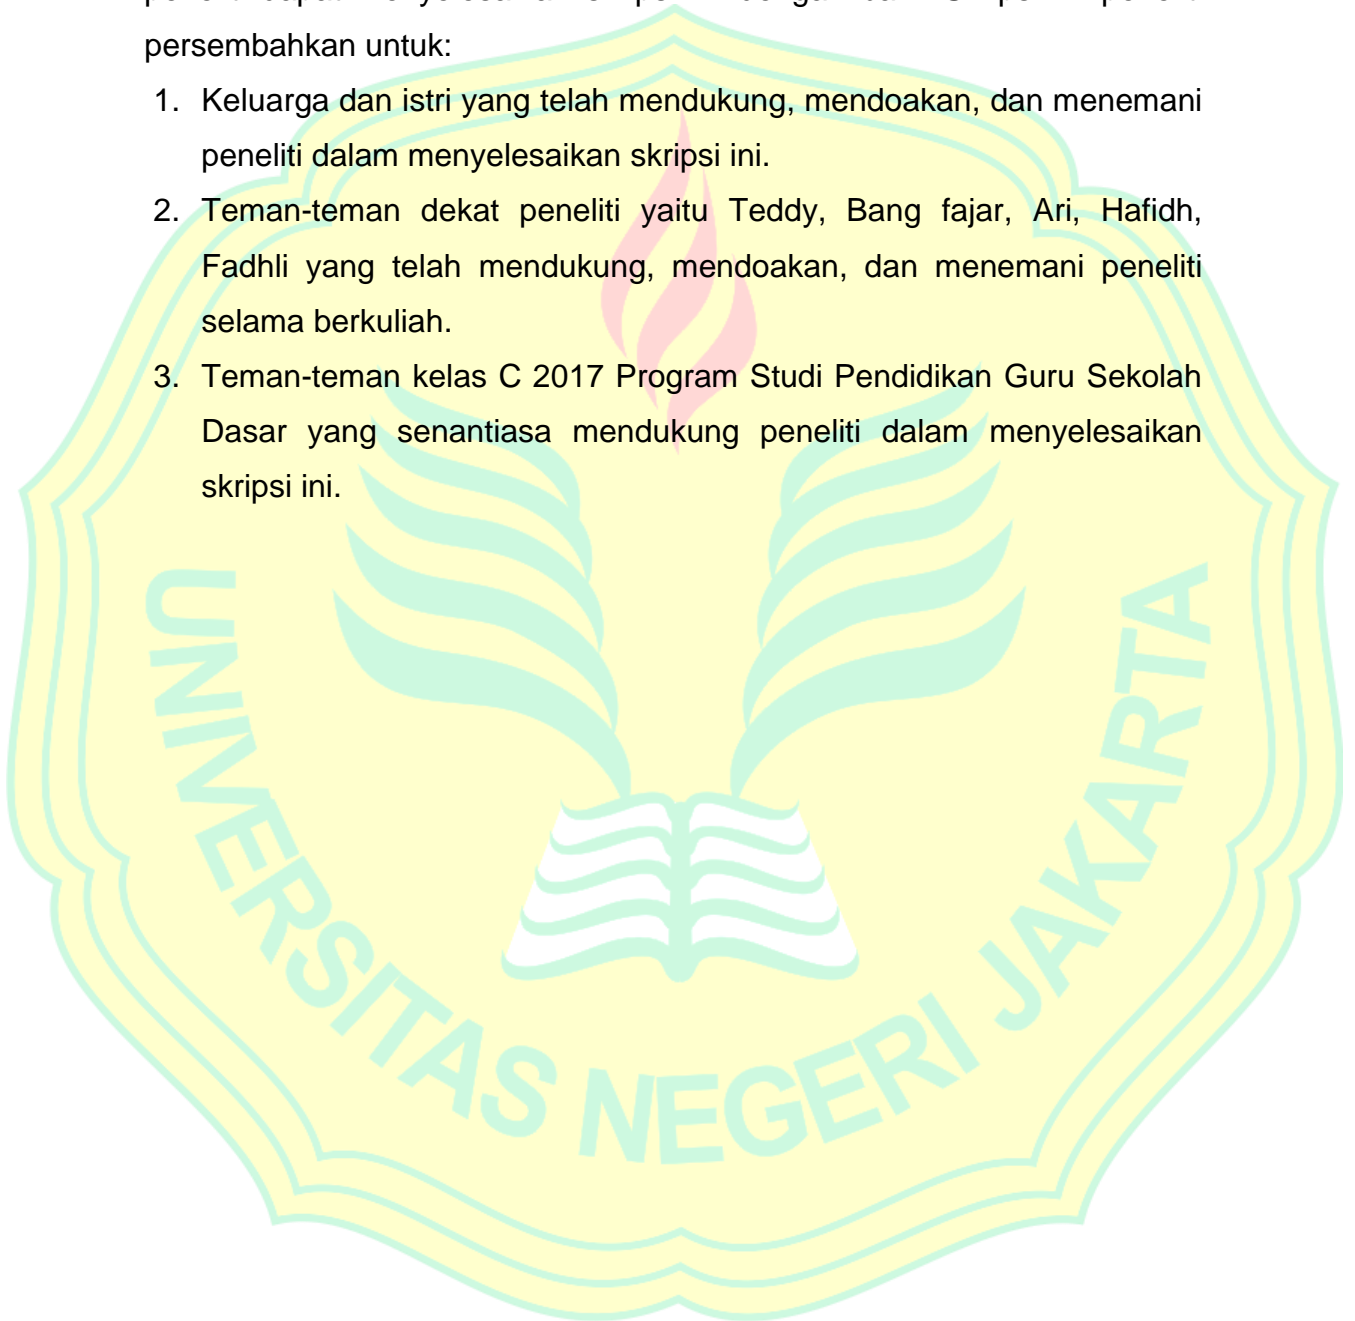 persembahkan untuk:
1. Keluarga dan istri yang telah mendukung, mendoakan, dan menemani
peneliti dalam menyelesaikan skripsi ini.
2. Teman-teman dekat peneliti yaitu Teddy, Bang fajar, Ari, Hafidh,
Fadhli yang telah mendukung, mendoakan, dan menemani peneliti
selama berkuliah.
3. Teman-teman kelas C 2017 Program Studi Pendidikan Guru Sekolah
Dasar yang senantiasa mendukung peneliti dalam menyelesaikan
skripsi ini.
UNIVERSITAS NEGERI JAKARTA